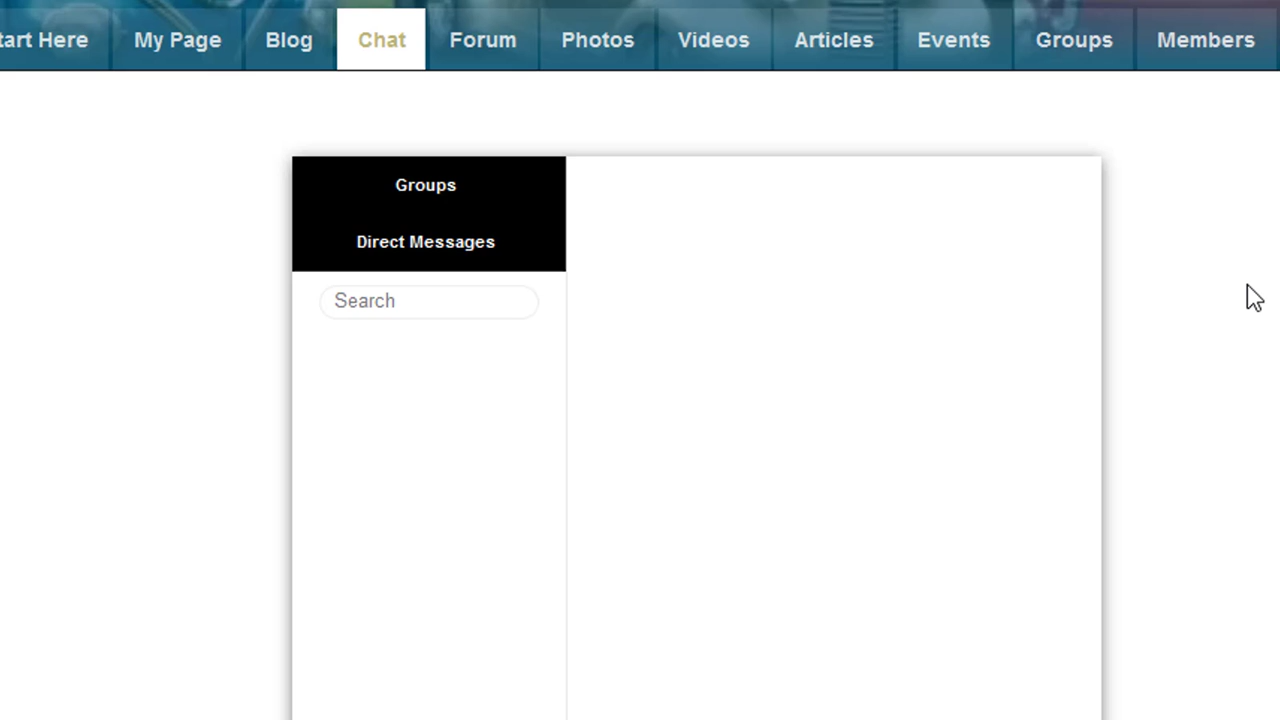 tart Here My Page Blog Chat Forum Photos Videos Articles Events Groups Members
Groups
Direct Messages
Search